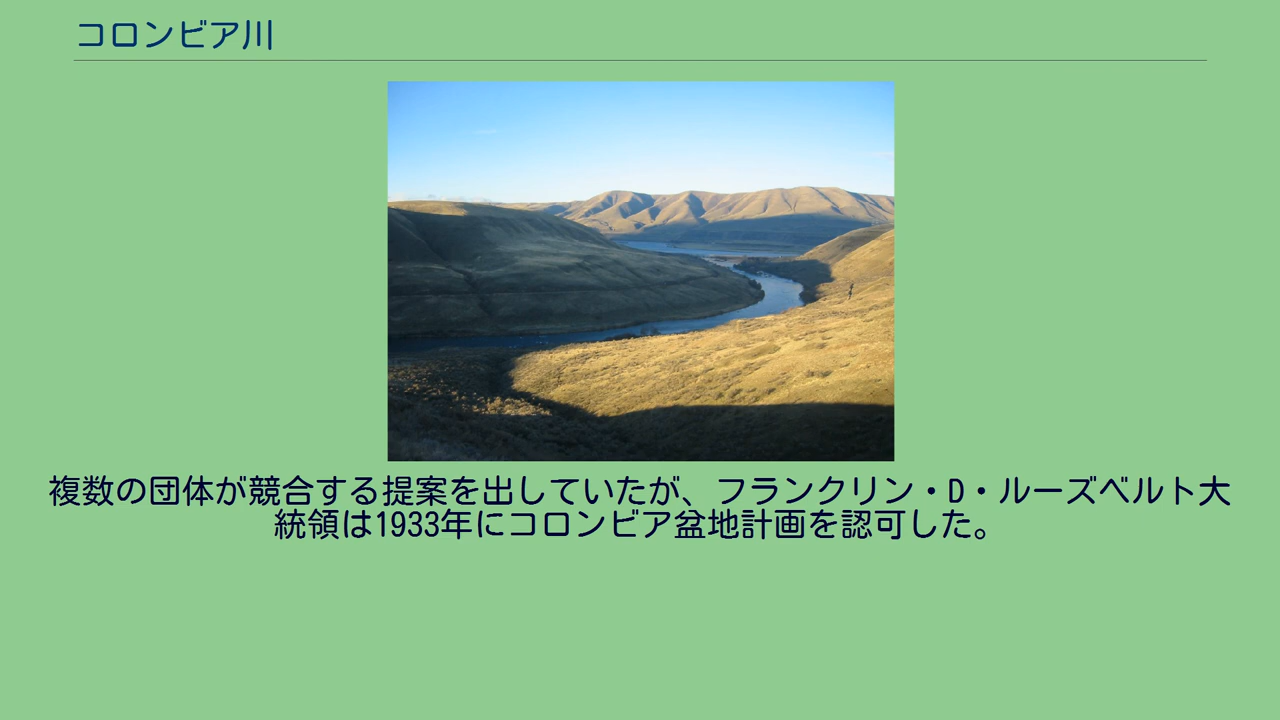 コロンビア川
複数の団体が競合する提案を出していたが、フランクリン・D・ルーズベルト大
統領は1933年にコロンビア盆地計画を認可した。